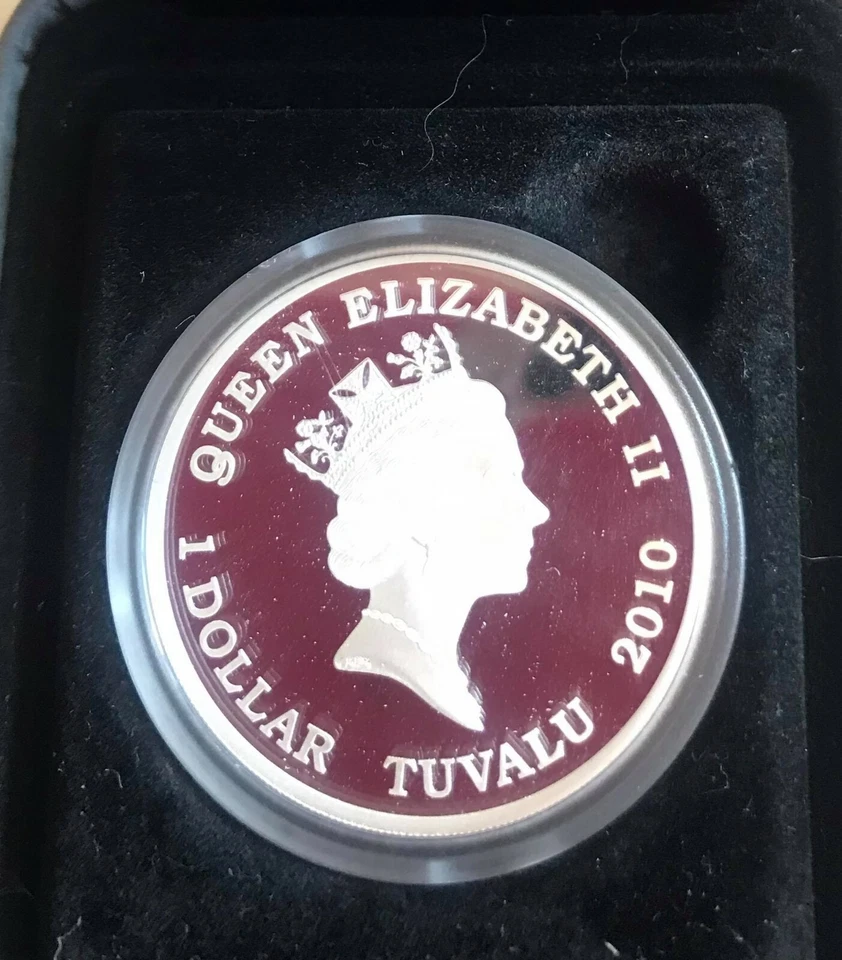 QUEEN ELIZABETH II 2010
1 DOLLAR TUVALU